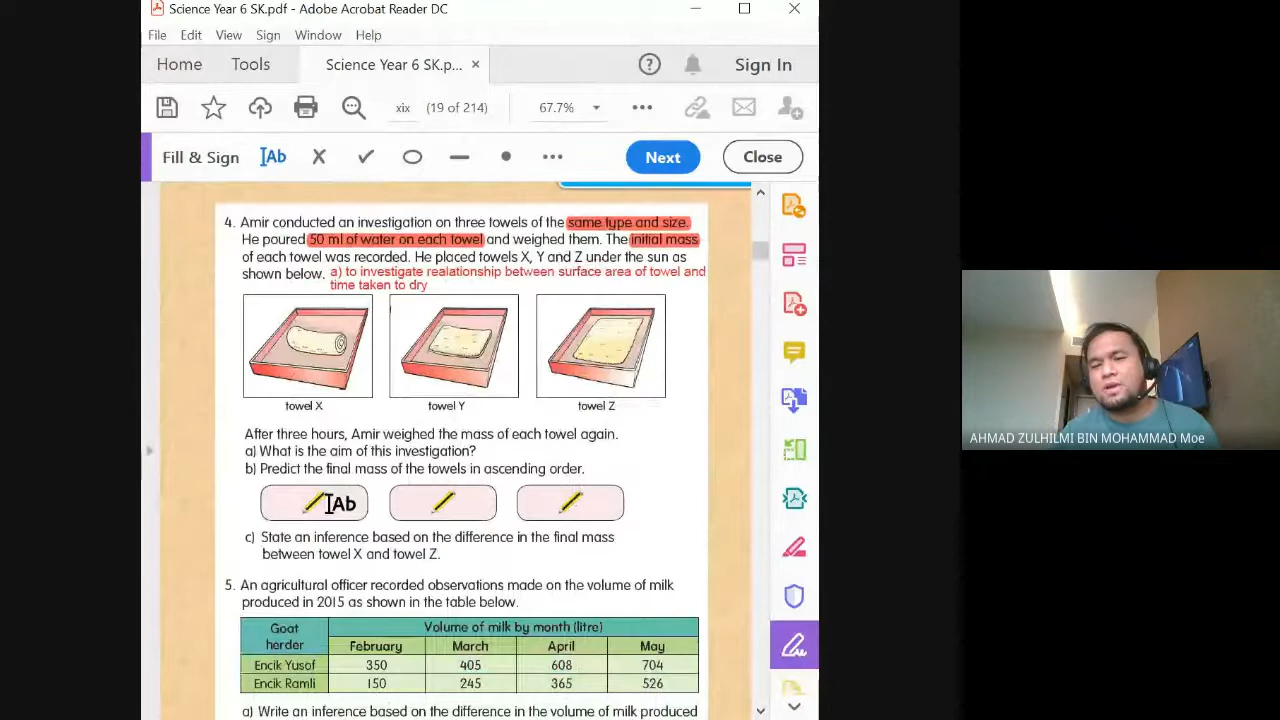 Science Year 6 SK.pdf - Adobe Acrobat Reader DC
File Edit View Sign Window Help
Home Tools Science Year 6 SK.p... × Sign In
xix (19 of 214) 67.7%
Fill & Sign Ab Next Close
4. Amir conducted an investigation on three towels of the same type and size.
He poured 50 ml of water on each towel and weighed them. The initial mass
of each towel was recorded. He placed towels X, Y and Z under the sun as
shown below. a) to investigate realationship between surface area of towel and
time taken to dry
towel X towel Y towel Z
After three hours, Amir weighed the mass of each towel again.
a) What is the aim of this investigation?
b) Predict the final mass of the towels in ascending order.
Ab
c) State an inference based on the difference in the final mass
between towel X and towel Z.
AHMAD ZULHILMI BIN MOHAMMAD Moe
5. An agricultural officer recorded observations made on the volume of milk
produced in 2015 as shown in the table below.
Goat herder Volume of milk by month (litre)
February March April May
Encik Yusof 350 405 608 704
Encik Ramli 150 245 365 526
a) Write an inference based on the difference in the volume of milk produced